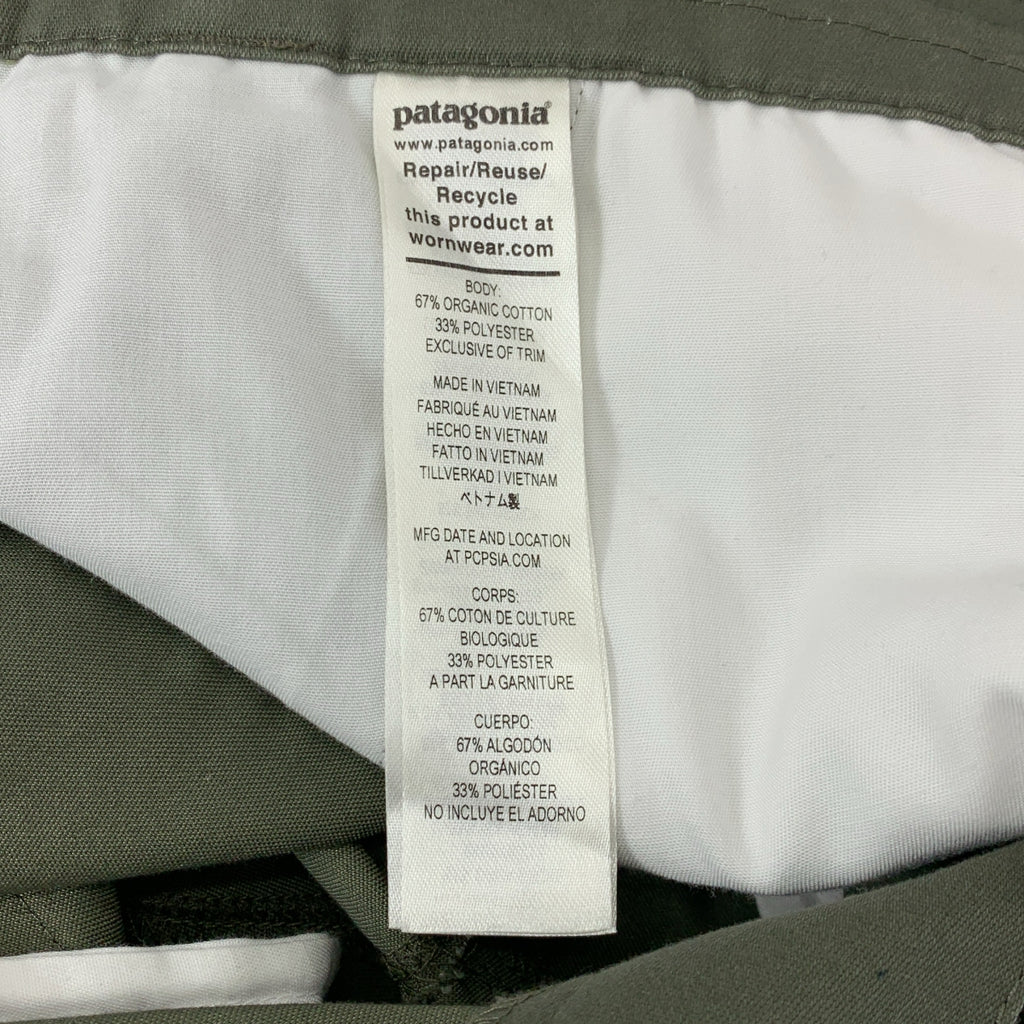 patagonia®
www.patagonia.com
Repair/Reuse/
Recycle
this product at
wornwear.com
BODY:
67% ORGANIC COTTON
33% POLYESTER
EXCLUSIVE OF TRIM
MADE IN VIETNAM
FABRIQUÉ AU VIETNAM
HECHO EN VIETNAM
FATTO IN VIETNAM
TILLVERKAD I VIETNAM
ベトナム製
MFG DATE AND LOCATION
AT PCPSIA.COM
CORPS:
67% COTON DE CULTURE
BIOLOGIQUE
33% POLYESTER
A PART LA GARNITURE
CUERPO:
67% ALGODÓN
ORGÁNICO
33% POLIÉSTER
NO INCLUYE EL ADORNO